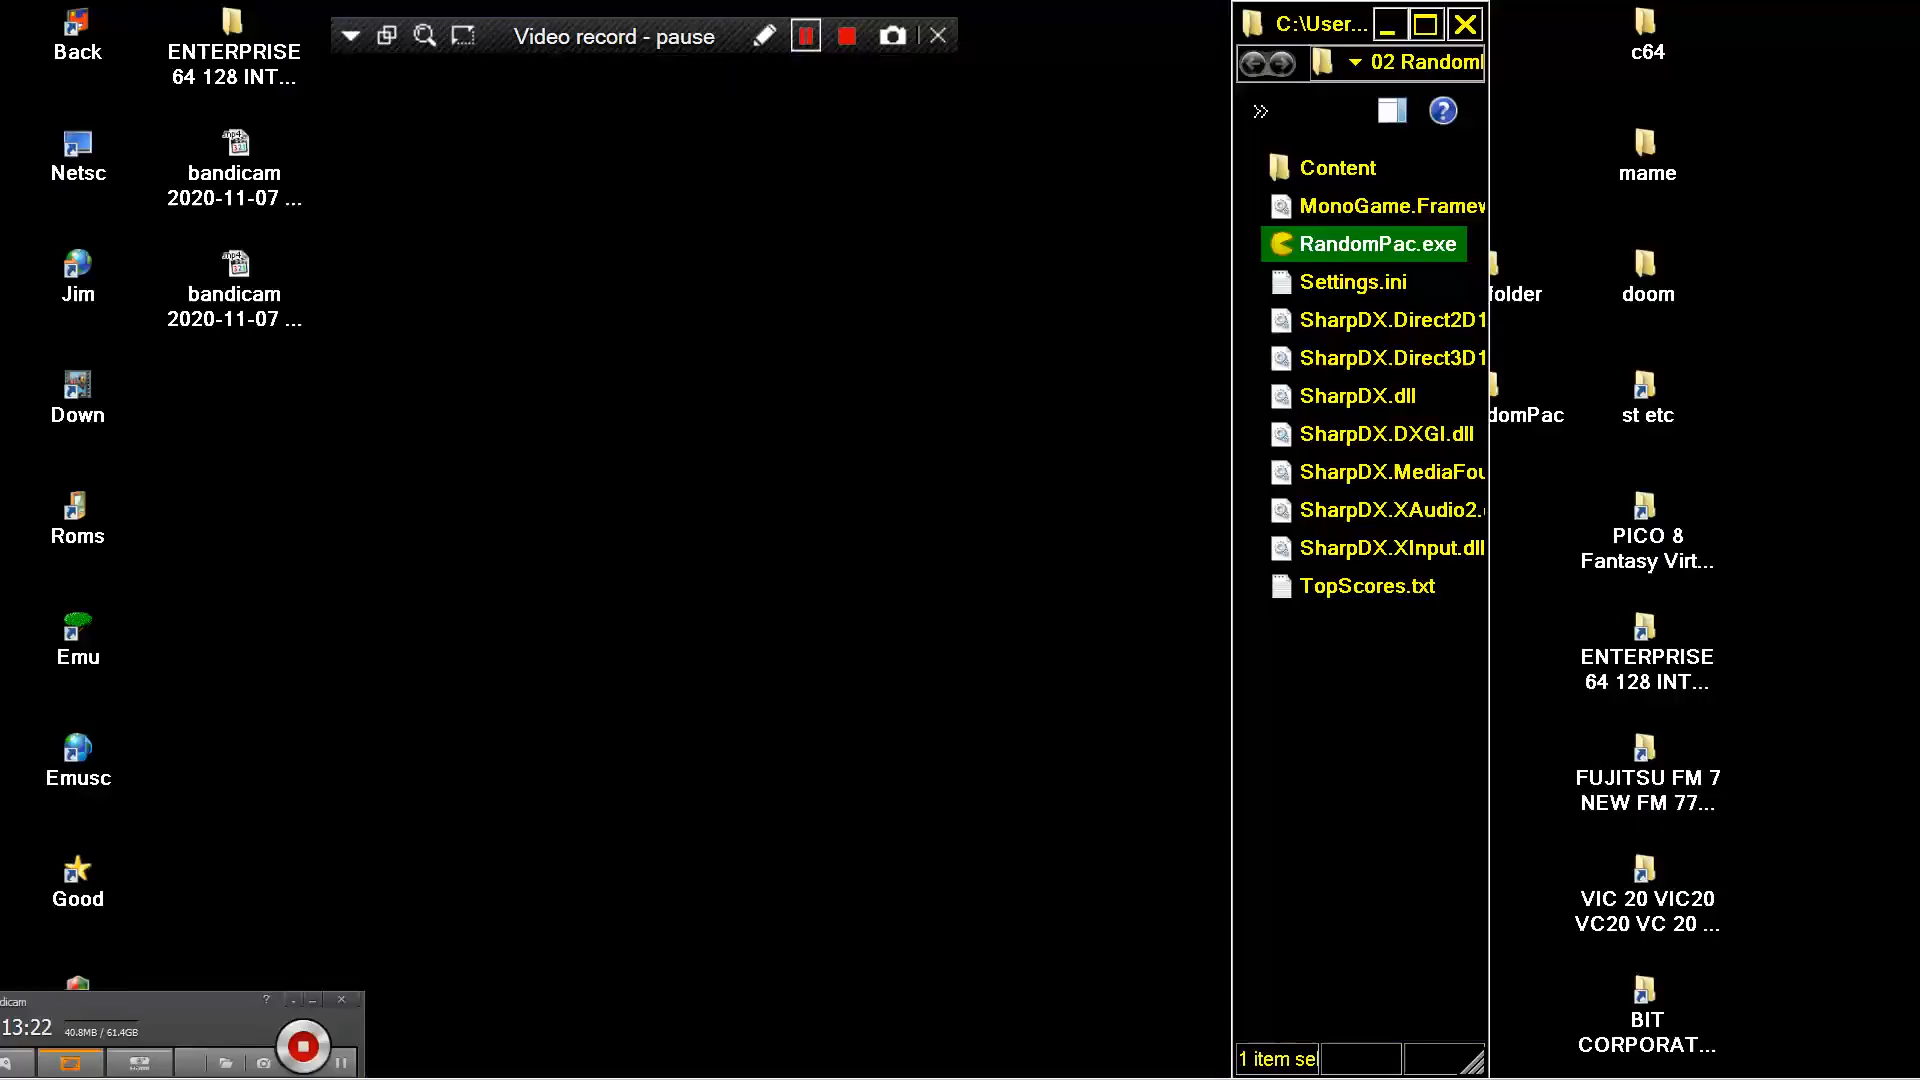 Back
ENTERPRISE
64 128 INT...
Netsc
bandicam
2020-11-07 ...
Jim
bandicam
2020-11-07 ...
Down
Roms
Emu
Emusc
Good
Video record - pause
C:\User...
02 Random
Content
MonoGame.Framew
RandomPac.exe
Settings.ini
SharpDX.Direct2D1
SharpDX.Direct3D1
SharpDX.dll
SharpDX.DXGI.dll
SharpDX.MediaFou
SharpDX.XAudio2.
SharpDX.XInput.dll
TopScores.txt
1 item sel
folder
domPac
c64
mame
doom
st etc
PICO 8
Fantasy Virt...
ENTERPRISE
64 128 INT...
FUJITSU FM 7
NEW FM 77...
VIC 20 VIC20
VC20 VC 20 ...
BIT
CORPORAT...
dicam
13:22
40.8MB / 61.4GB